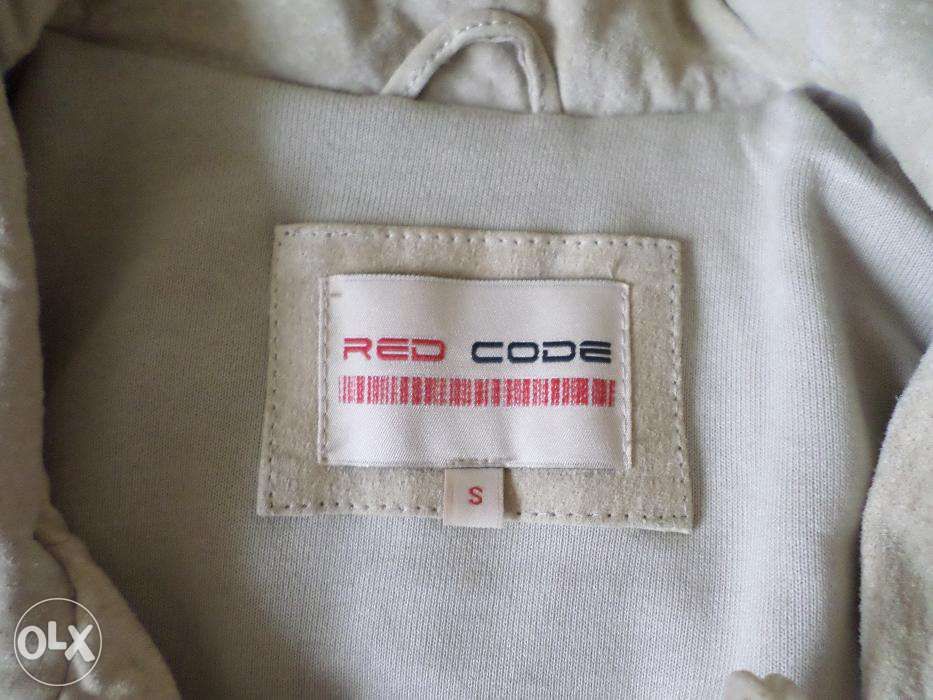 RED CODE
S
OLX